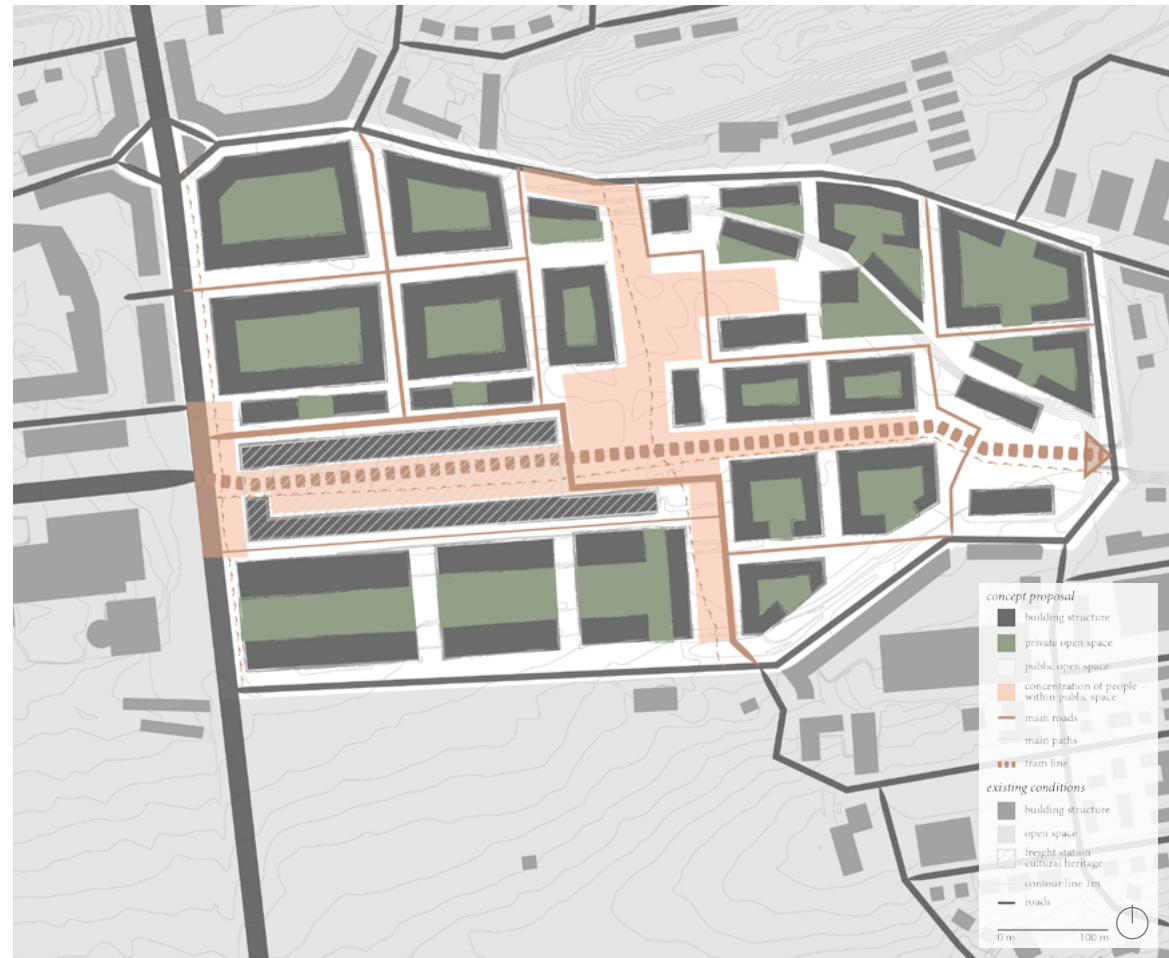 concept proposal
building structure
private open space
public open space
concentration of people
within public space
main roads
main paths
tram line
existing conditions
building structure
open space
freight station
cultural heritage
contour line 1m
roads
0 m
100 m